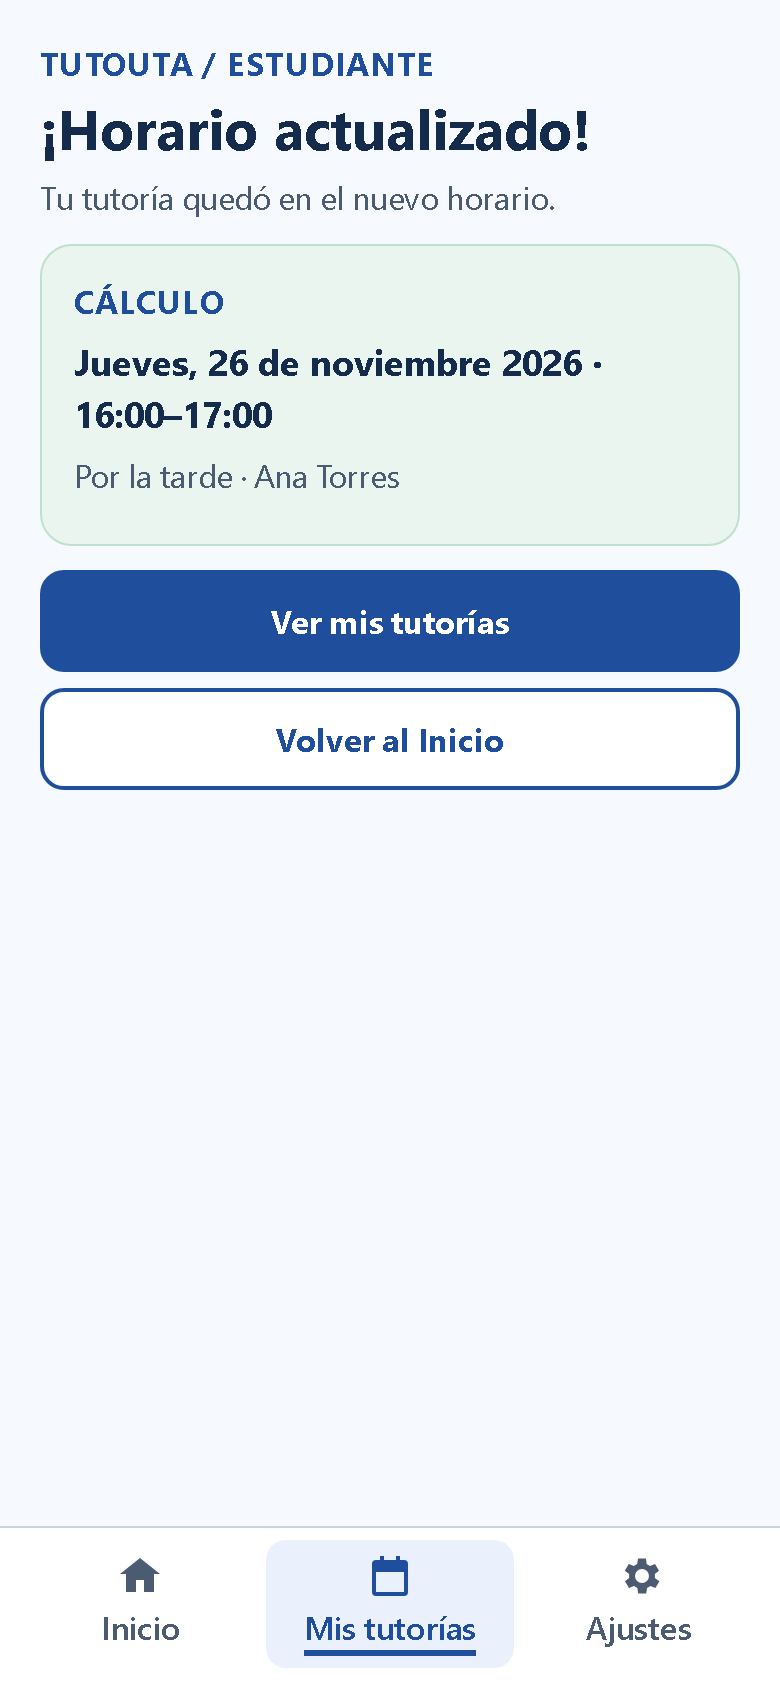 TUTOUTA / ESTUDIANTE
¡Horario actualizado!
Tu tutoría quedó en el nuevo horario.
CÁLCULO
Jueves, 26 de noviembre 2026 ·
16:00–17:00
Por la tarde · Ana Torres
Ver mis tutorías
Volver al Inicio
Inicio
Mis tutorías
Ajustes